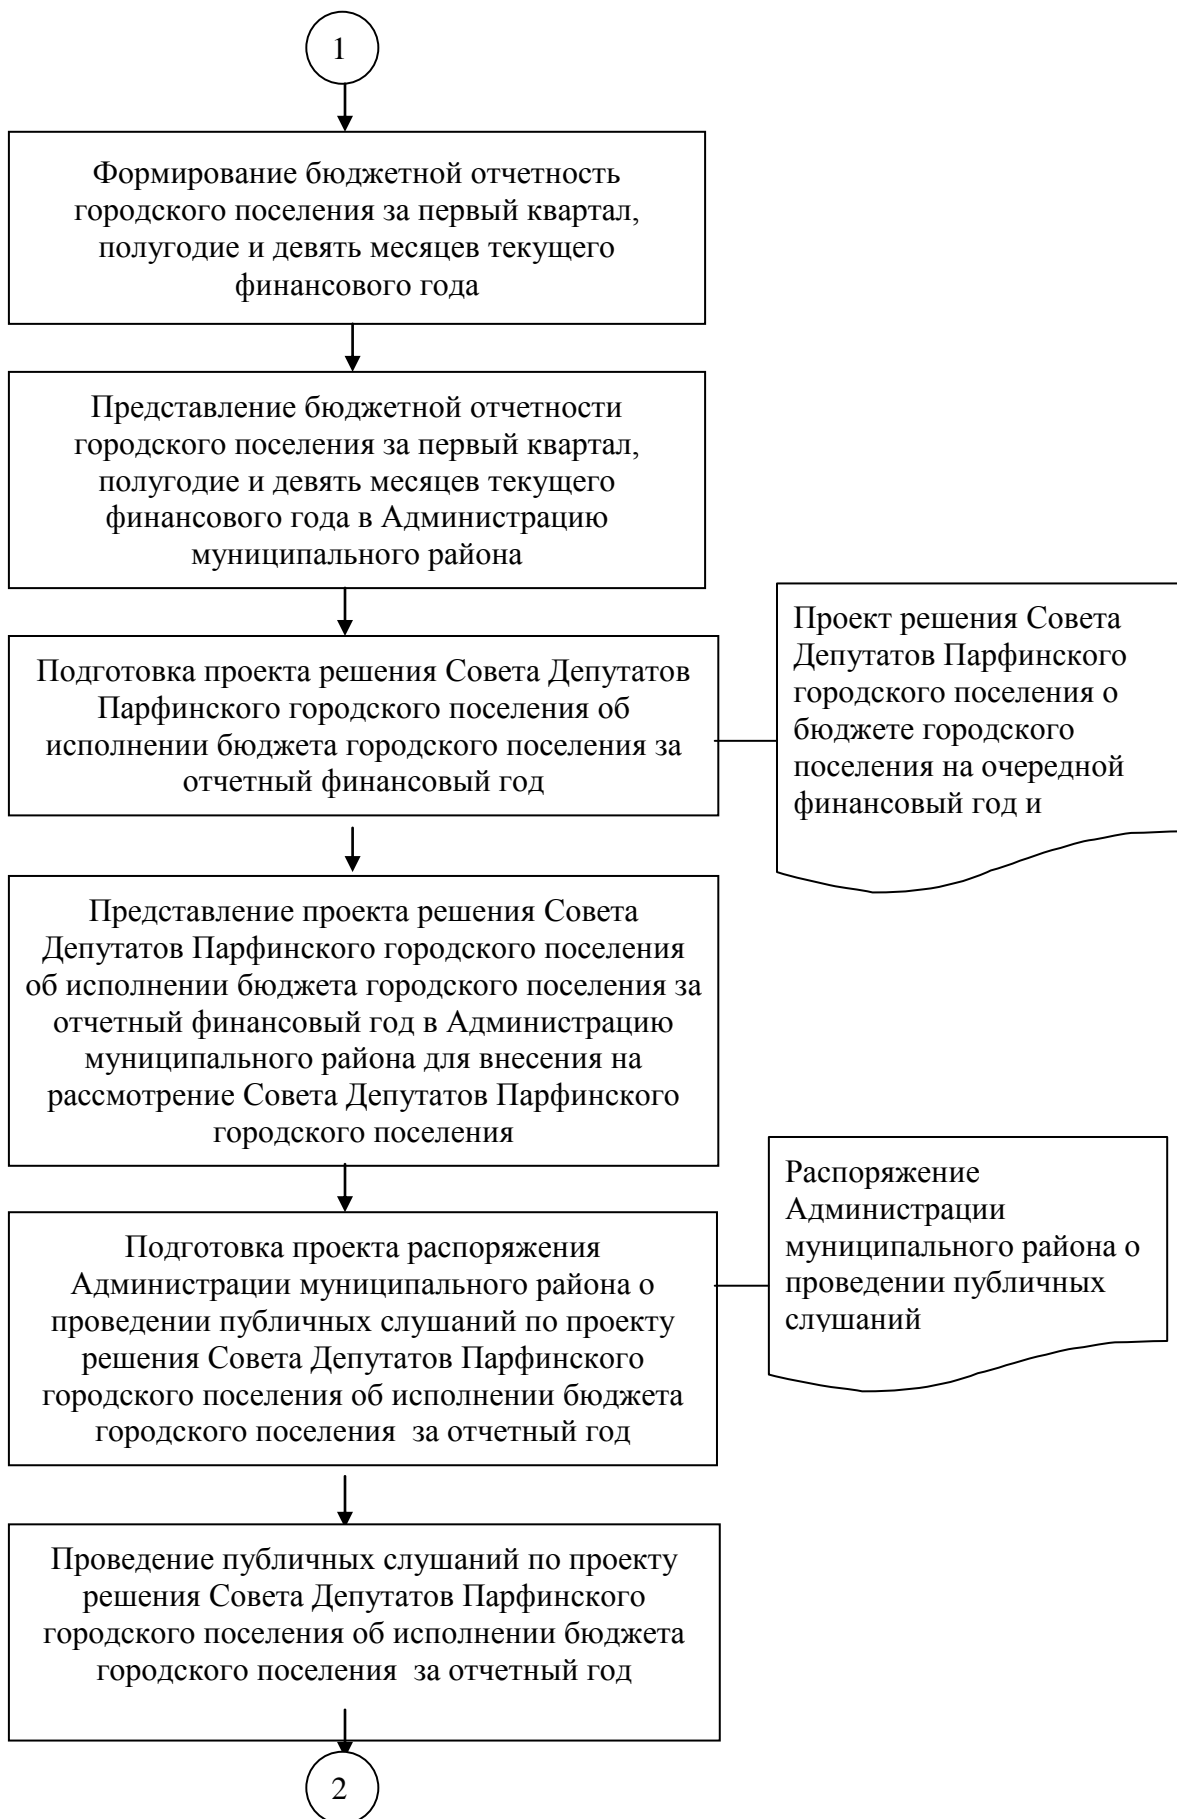 1
Формирование бюджетной отчетность
городского поселения за первый квартал,
полугодие и девять месяцев текущего
финансового года
Представление бюджетной отчетности
городского поселения за первый квартал,
полугодие и девять месяцев текущего
финансового года в Администрацию
муниципального района
Подготовка проекта решения Совета Депутатов
Парфинского городского поселения об
исполнении бюджета городского поселения за
отчетный финансовый год
Проект решения Совета
Депутатов Парфинского
городского поселения о
бюджете городского
поселения на очередной
финансовый год и
Представление проекта решения Совета
Депутатов Парфинского городского поселения
об исполнении бюджета городского поселения за
отчетный финансовый год в Администрацию
муниципального района для внесения на
рассмотрение Совета Депутатов Парфинского
городского поселения
Подготовка проекта распоряжения
Администрации муниципального района о
проведении публичных слушаний по проекту
решения Совета Депутатов Парфинского
городского поселения об исполнении бюджета
городского поселения  за отчетный год
Распоряжение
Администрации
муниципального района о
проведении публичных
слушаний
Проведение публичных слушаний по проекту
решения Совета Депутатов Парфинского
городского поселения об исполнении бюджета
городского поселения  за отчетный год
2